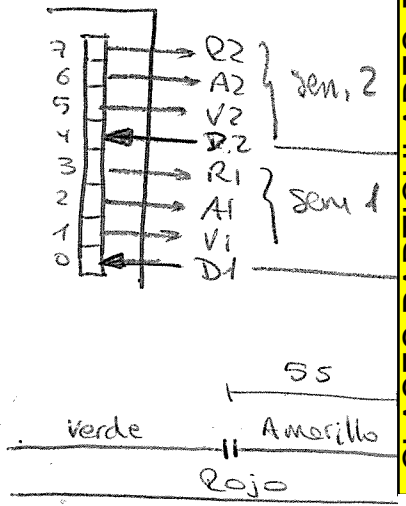 7 R2
6 A2 sem. 2
5 V2
4 D.2
3 R1
2 A1 sem 1
1 V1
0 D1
5s
Verde Amarillo
Rojo